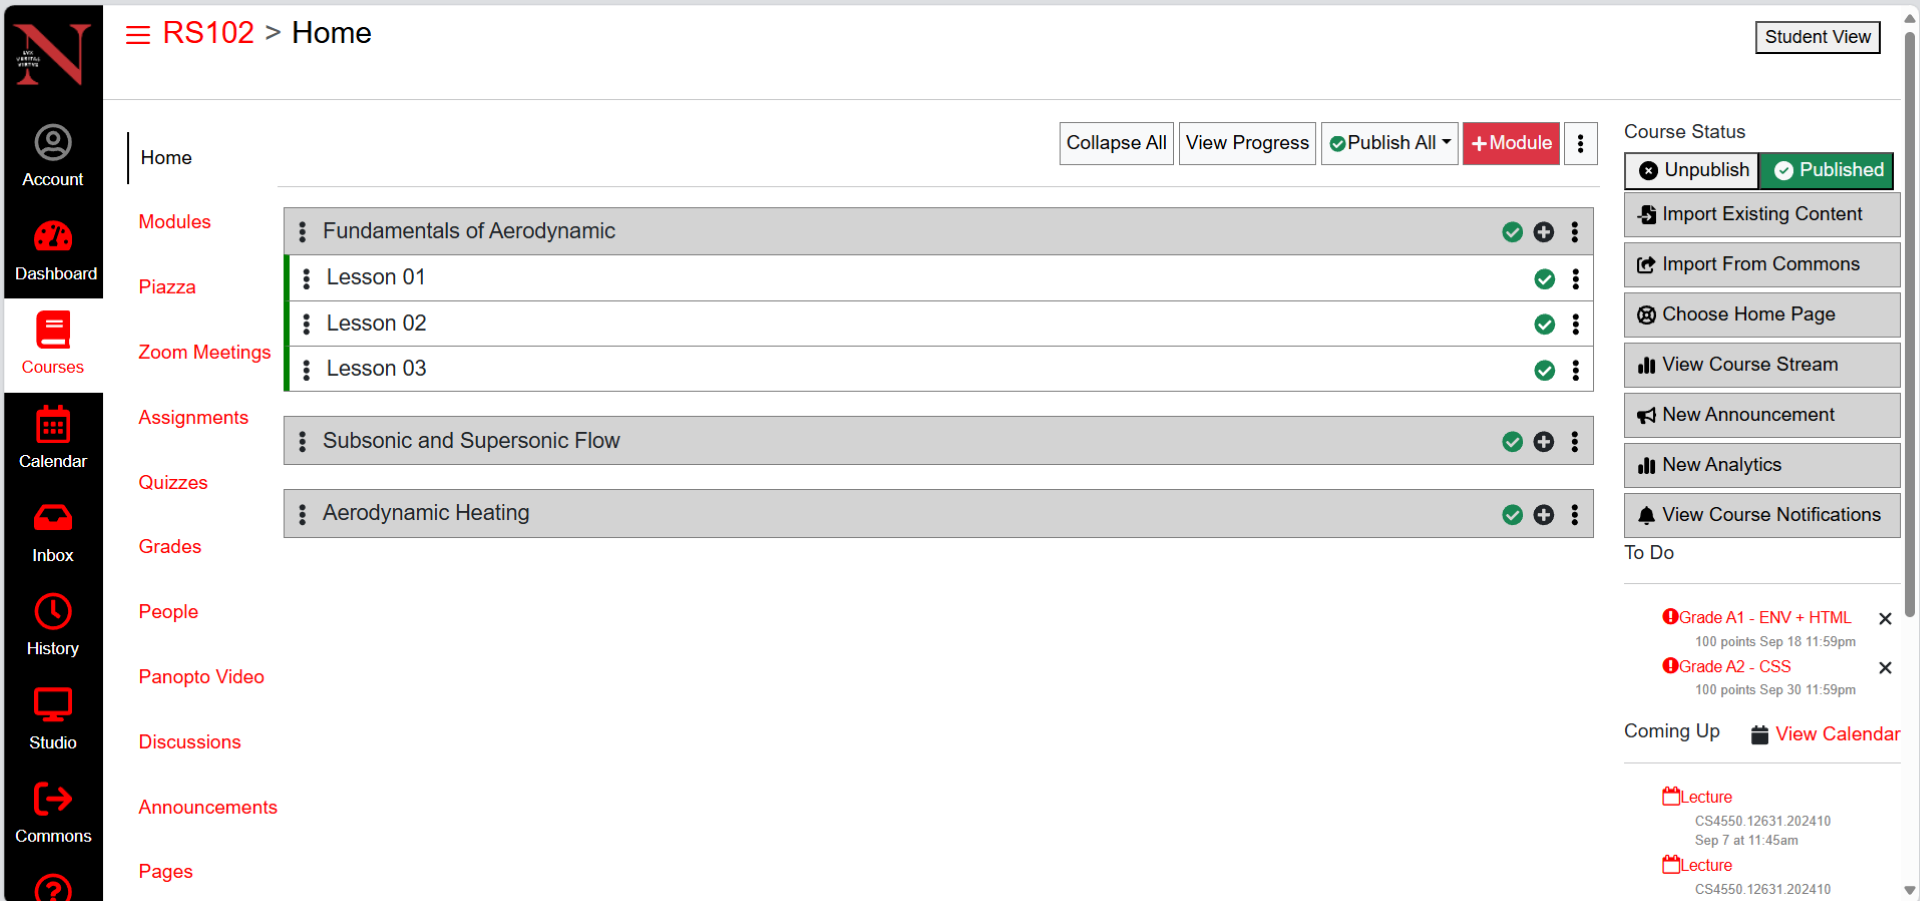 LVX
VERITAS
VIRTVS
N
Account
Dashboard
Courses
Calendar
Inbox
History
Studio
Commons
RS102 > Home
Student View
Home
Modules
Piazza
Zoom Meetings
Assignments
Quizzes
Grades
People
Panopto Video
Discussions
Announcements
Pages
Collapse All View Progress Publish All Module
Fundamentals of Aerodynamic
Lesson 01
Lesson 02
Lesson 03
Subsonic and Supersonic Flow
Aerodynamic Heating
Course Status
Unpublish Published
Import Existing Content
Import From Commons
Choose Home Page
View Course Stream
New Announcement
New Analytics
View Course Notifications
To Do
Grade A1 - ENV + HTML
100 points Sep 18 11:59pm
Grade A2 - CSS
100 points Sep 30 11:59pm
Coming Up View Calendar
Lecture
CS4550.12631.202410
Sep 7 at 11:45am
Lecture
CS4550.12631.202410